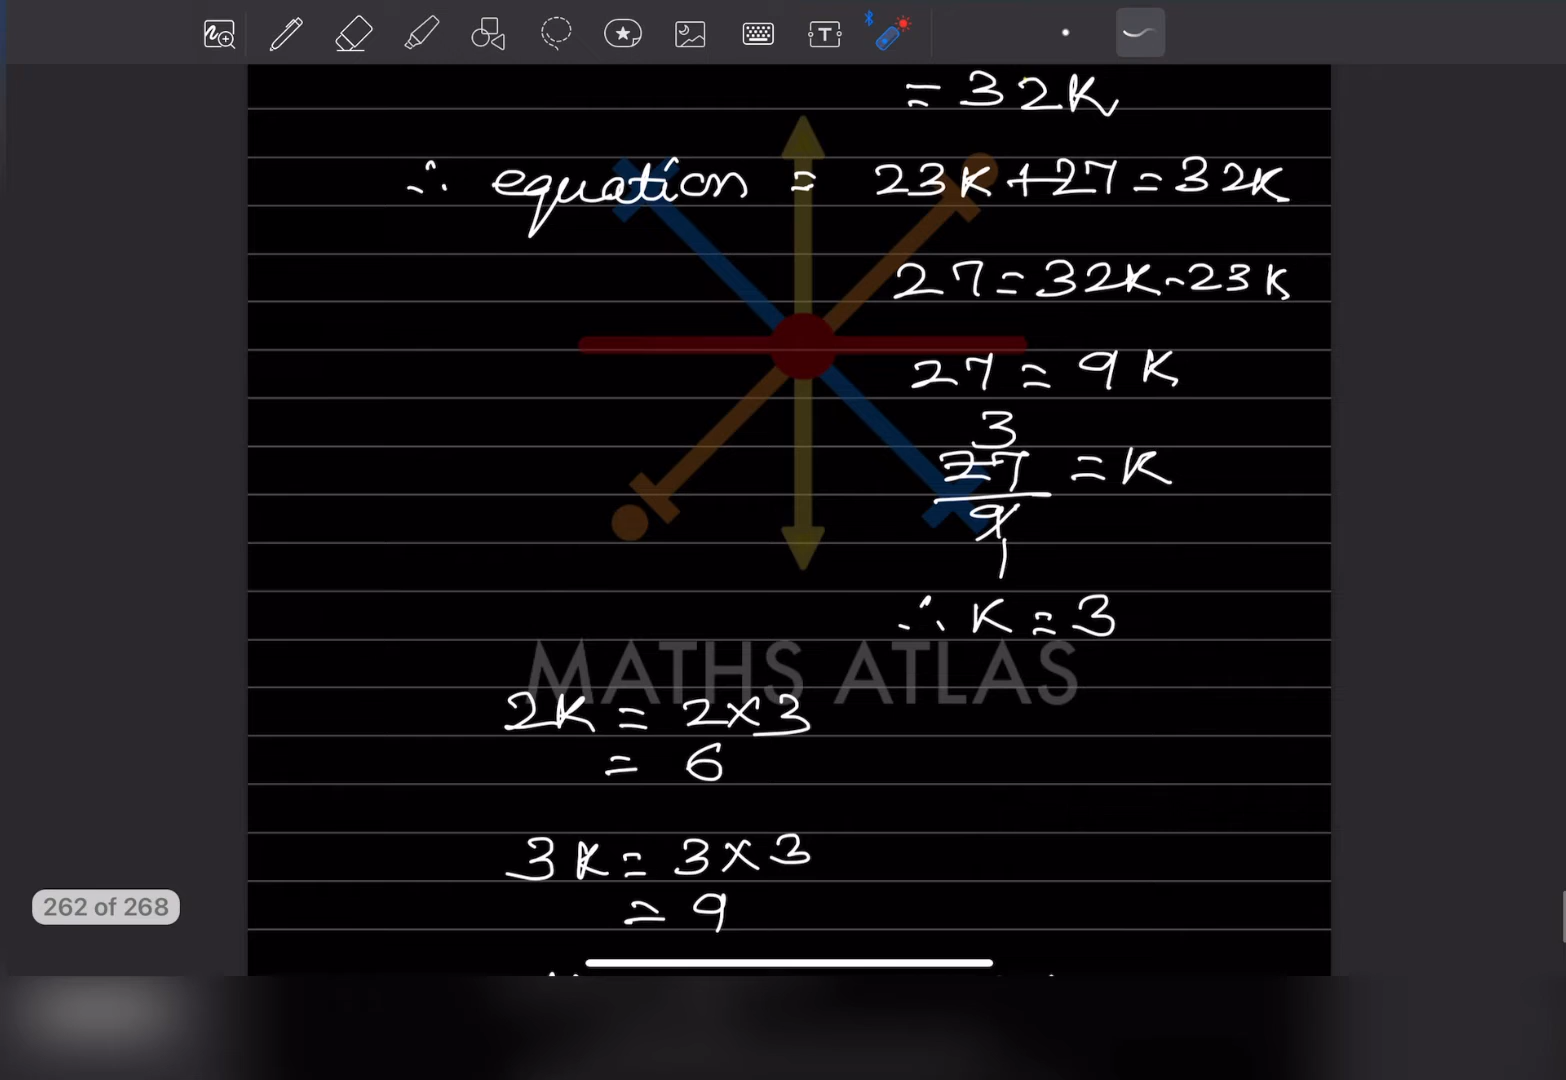 = 32K
∴ equation = 23K + 27 = 32K
27 = 32K - 23K
27 = 9K
3
27 = K
9
1
∴ K = 3
MATHS ATLAS
2K = 2 × 3
= 6
3K = 3 × 3
= 9
262 of 268